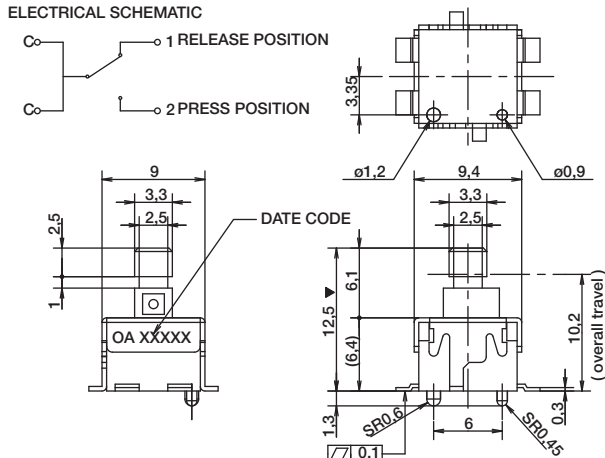 ELECTRICAL SCHEMATIC
C
1 RELEASE POSITION
C
2 PRESS POSITION
3,35
ø1,2
ø0,9
9
3,3
2,5
2,5
1
DATE CODE
OA XXXXX
1,3
9,4
3,3
2,5
6,1
12,5
(6,4)
10,2
( overall travel )
0,3
SR0,6
6
SR0,45
0,1